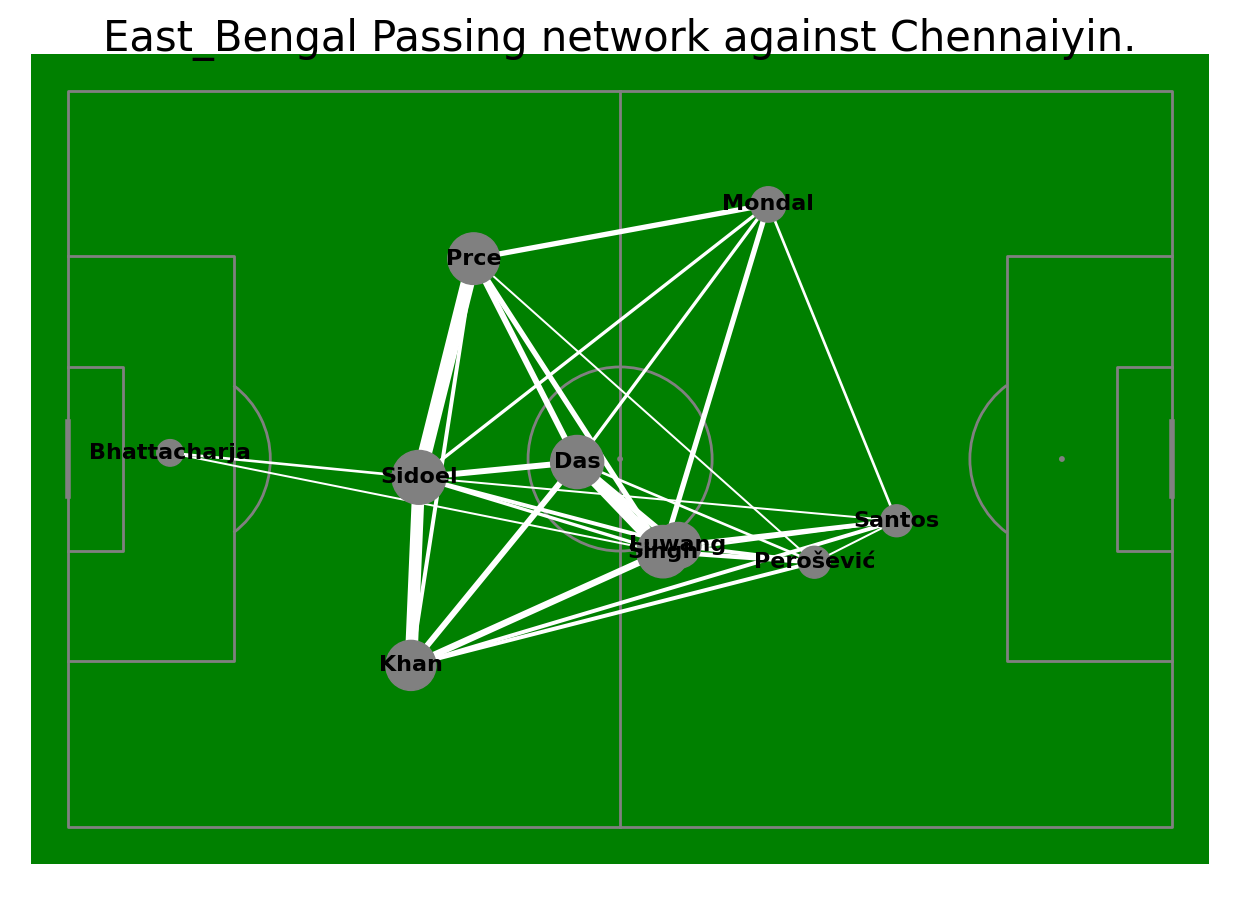 East_Bengal Passing network against Chennaiyin.
Mondal
Prce
Bhattacharja
Das
Sidoel
Santos
Luwang
Singh
Perošević
Khan